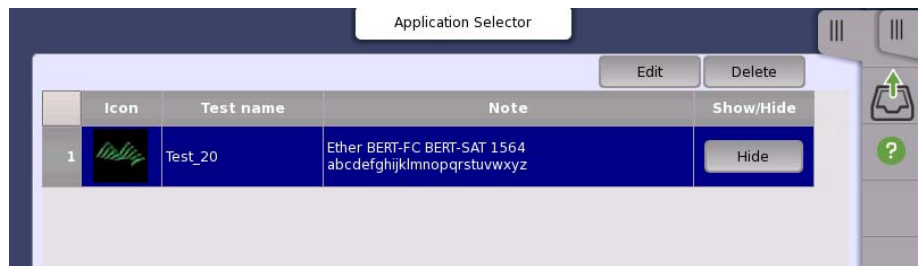 Application Selector
Edit Delete
Icon Test name Note Show/Hide
1 Test_20 Ether BERT-FC BERT-SAT 1564 Hide
abcdefghijklmnopqrstuvwxyz
?